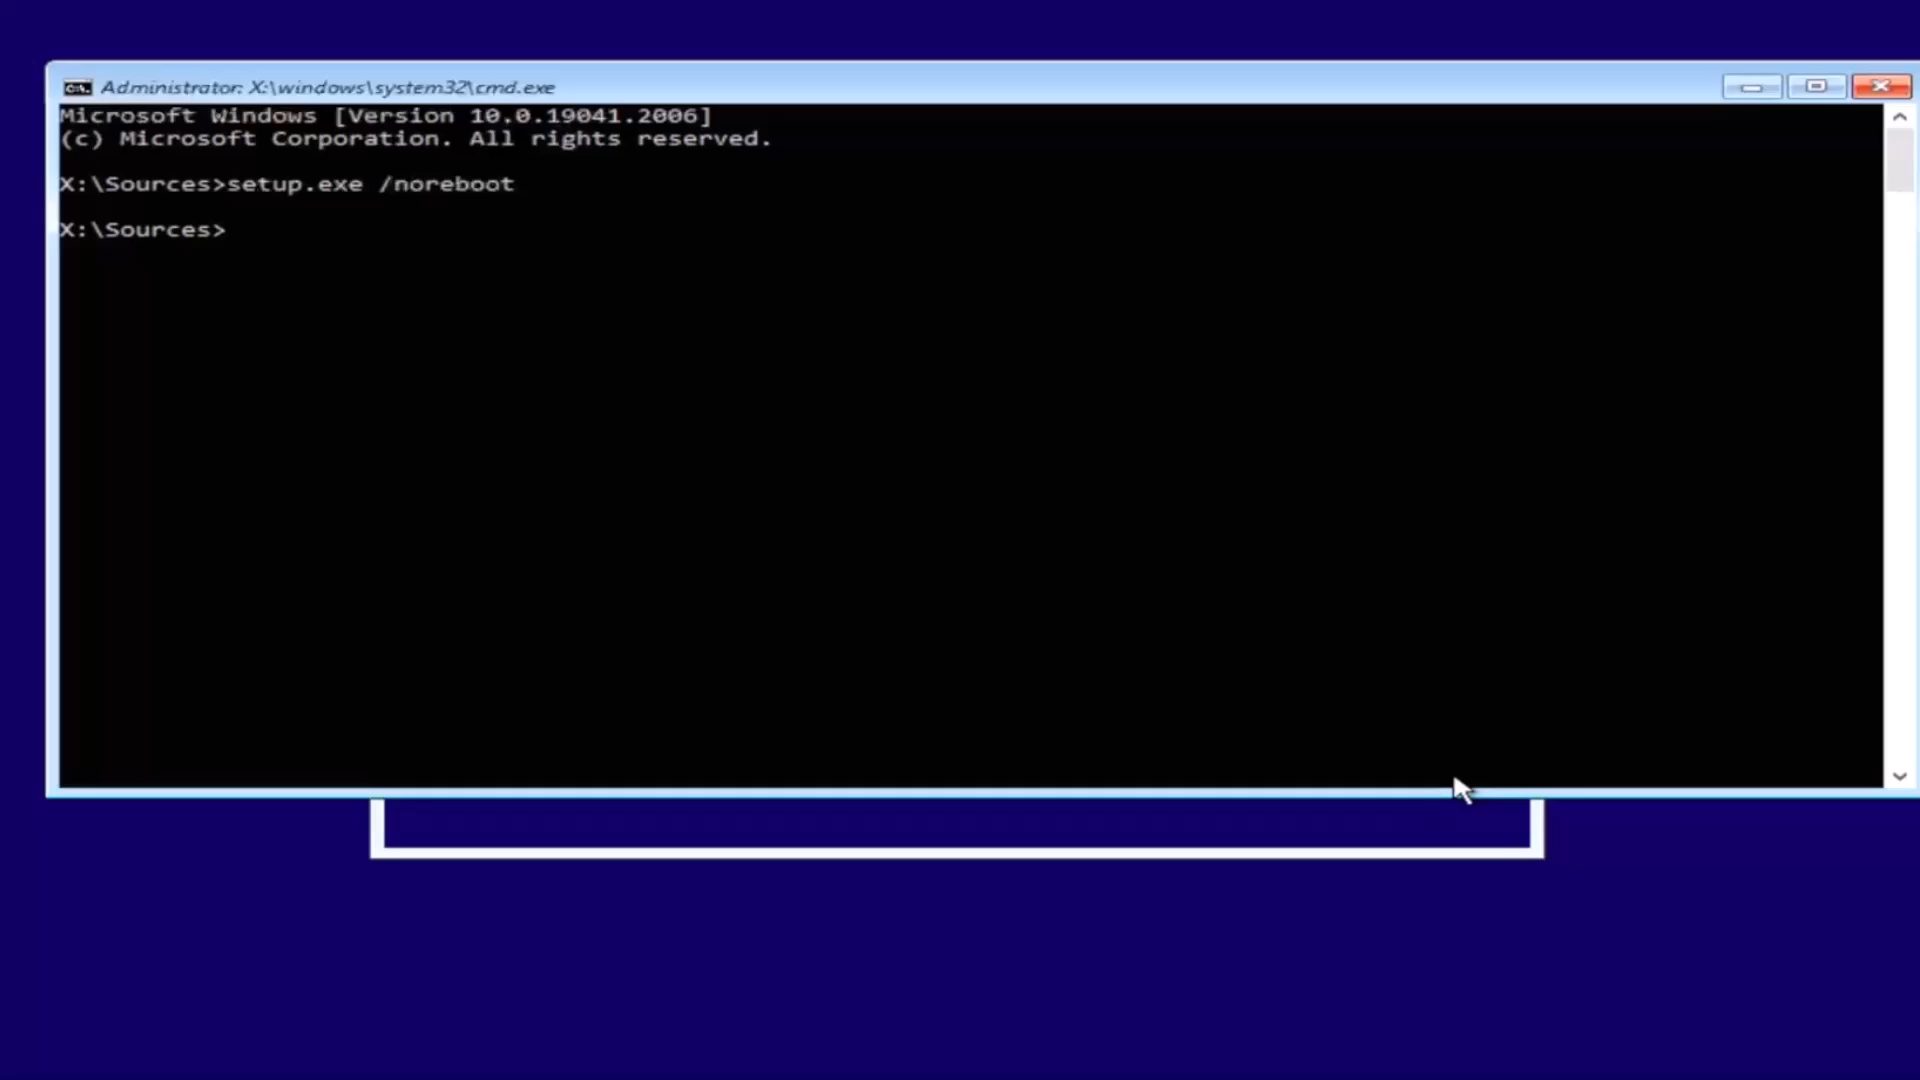 Administrator: X:\windows\system32\cmd.exe
Microsoft Windows [Version 10.0.19041.2006]
(c) Microsoft Corporation. All rights reserved.
X:\Sources>setup.exe /noreboot
X:\Sources>